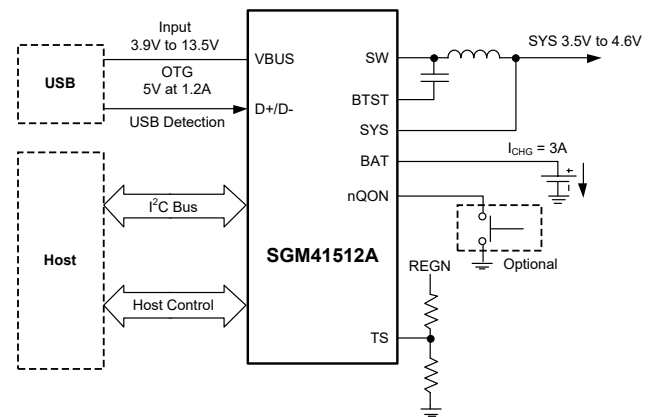 Input
3.9V to 13.5V
USB
OTG
5V at 1.2A
USB Detection
VBUS
D+/D-
SW
BTST
SYS
BAT
nQON
TS
SGM41512A
SYS 3.5V to 4.6V
I_CHG = 3A
+
-
Optional
REGN
Host
I²C Bus
Host Control